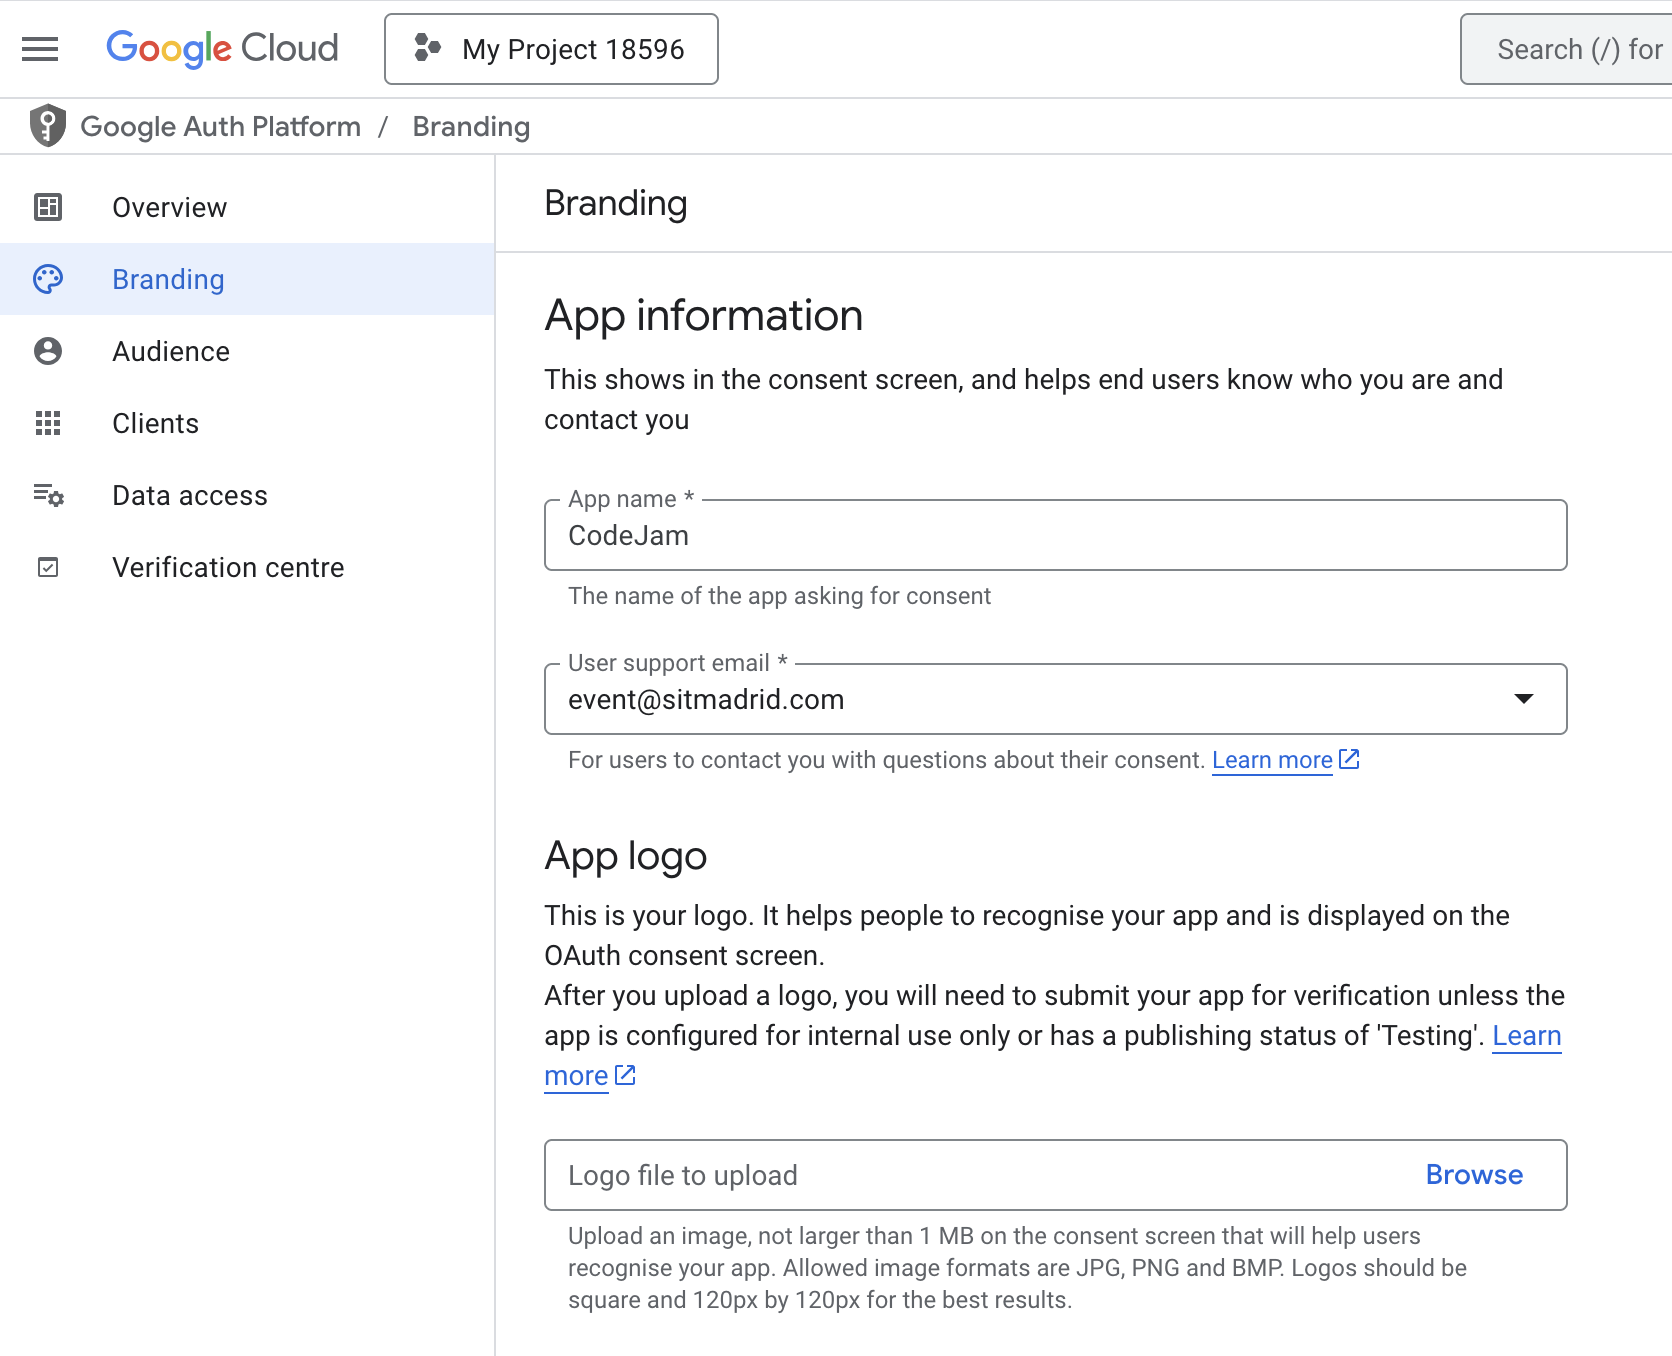 Google Cloud
My Project 18596
Search (/) for
Google Auth Platform / Branding
Overview
Branding
Audience
Clients
Data access
Verification centre
Branding
App information
This shows in the consent screen, and helps end users know who you are and
contact you
App name *
CodeJam
The name of the app asking for consent
User support email *
event@sitmadrid.com
For users to contact you with questions about their consent. Learn more
App logo
This is your logo. It helps people to recognise your app and is displayed on the
OAuth consent screen.
After you upload a logo, you will need to submit your app for verification unless the
app is configured for internal use only or has a publishing status of 'Testing'. Learn
more
Logo file to upload
Browse
Upload an image, not larger than 1 MB on the consent screen that will help users
recognise your app. Allowed image formats are JPG, PNG and BMP. Logos should be
square and 120px by 120px for the best results.